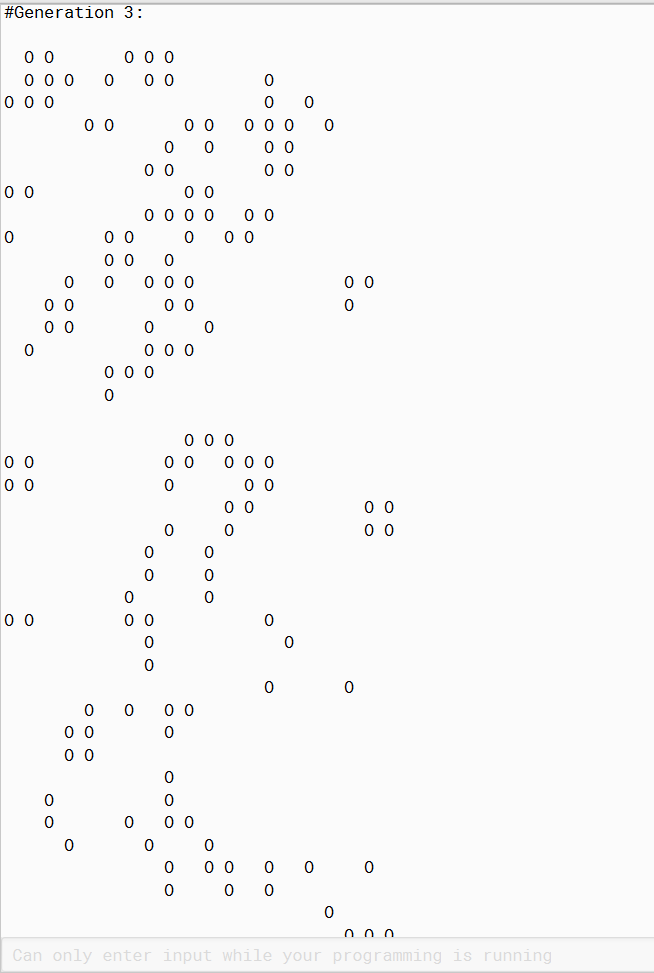 #Generation 3:

  O O       O O O
  O O O   O   O O         O
O O O                     O   O
        O O       O O   O O O   O
                O   O     O O
              O O         O O
O O               O O
              O O O O   O O
O         O O     O   O O
          O O   O
      O   O   O O O               O O
    O O         O O               O
    O O       O     O
  O           O O O
          O O O
          O

                  O O O
O O             O O   O O O
O O             O       O O
                      O O           O O
                O     O             O O
              O     O
              O     O
            O       O
O O         O O           O
              O             O
              O
                          O       O
        O   O   O O
      O O       O
      O O
                O
    O           O
    O       O   O O
      O       O     O
                O   O O   O   O     O
                O     O   O
                                O
                                  O O O
Can only enter input while your programming is running